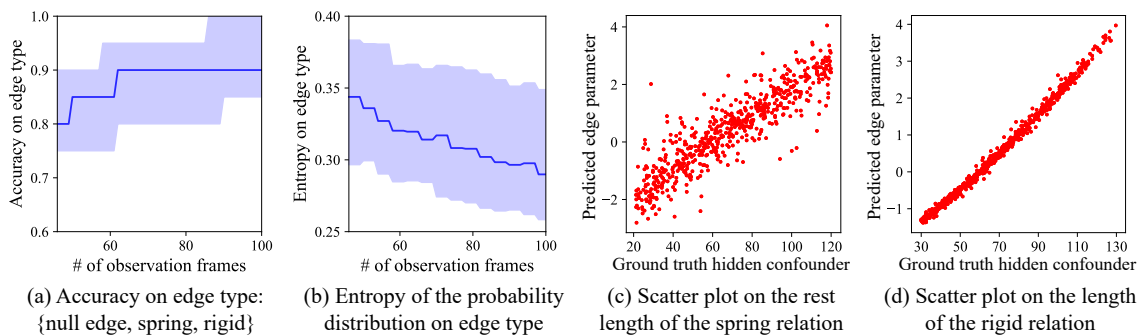 Accuracy on edge type
1.0
0.9
0.8
0.7
0.6
60
80
100
# of observation frames
(a) Accuracy on edge type:
{null edge, spring, rigid}
Entropy on edge type
0.40
0.35
0.30
0.25
60
80
100
# of observation frames
(b) Entropy of the probability
distribution on edge type
Predicted edge parameter
4
2
0
−2
20
40
60
80
100
120
Ground truth hidden confounder
(c) Scatter plot on the rest
length of the spring relation
Predicted edge parameter
4
3
2
1
0
−1
30
50
70
90
110
130
Ground truth hidden confounder
(d) Scatter plot on the length
of the rigid relation